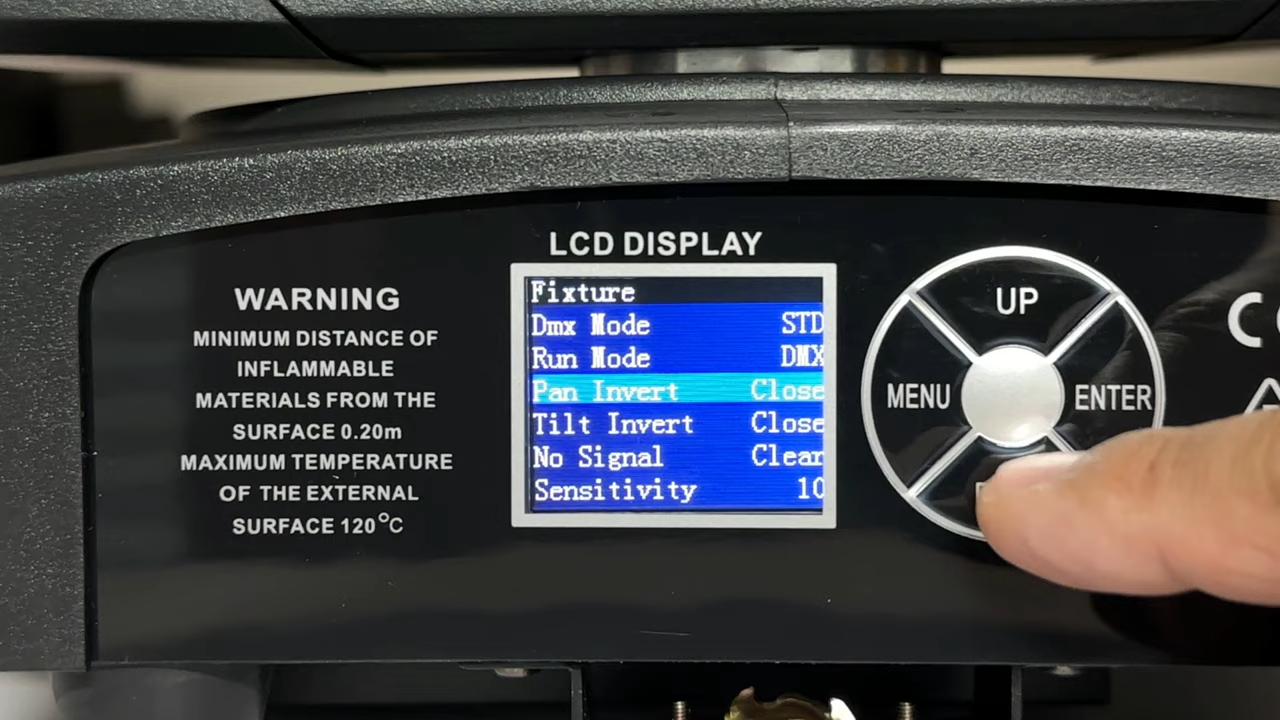 LCD DISPLAY
WARNING
MINIMUM DISTANCE OF
INFLAMMABLE
MATERIALS FROM THE
SURFACE 0.20m
MAXIMUM TEMPERATURE
OF THE EXTERNAL
SURFACE 120°C
Fixture
Dmx Mode STD
Run Mode DMX
Pan Invert Close
Tilt Invert Close
No Signal Clear
Sensitivity 10
UP
MENU
ENTER